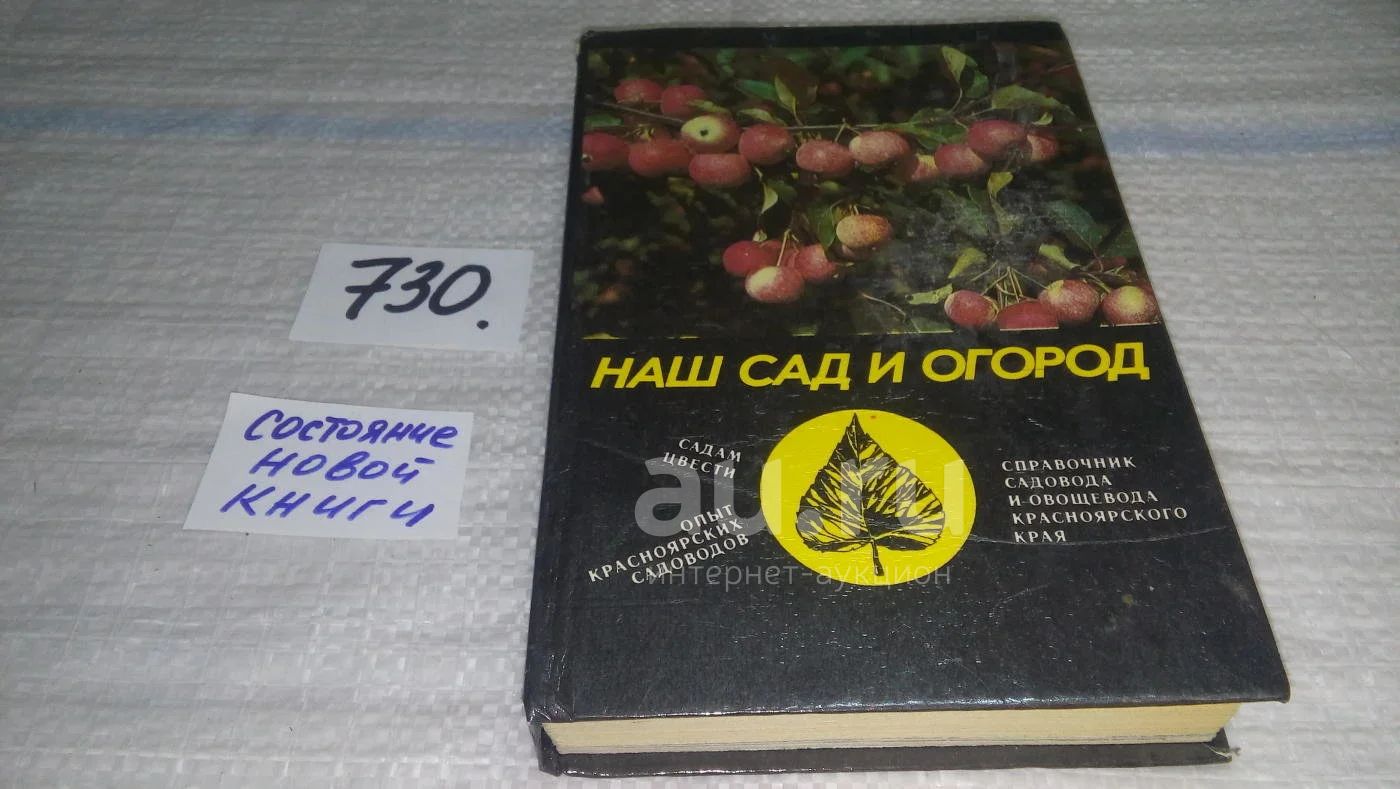 730.
СОСТОЯНИЕ
НОВОЙ
КНИГИ
НАШ САД И ОГОРОД
САДАМ
ЦВЕСТИ
ОПЫТ
КРАСНОЯРСКИХ
САДОВОДОВ
СПРАВОЧНИК
САДОВОДА
И ОВОЩЕВОДА
КРАСНОЯРСКОГО
КРАЯ
au.ru
интернет-аукцион